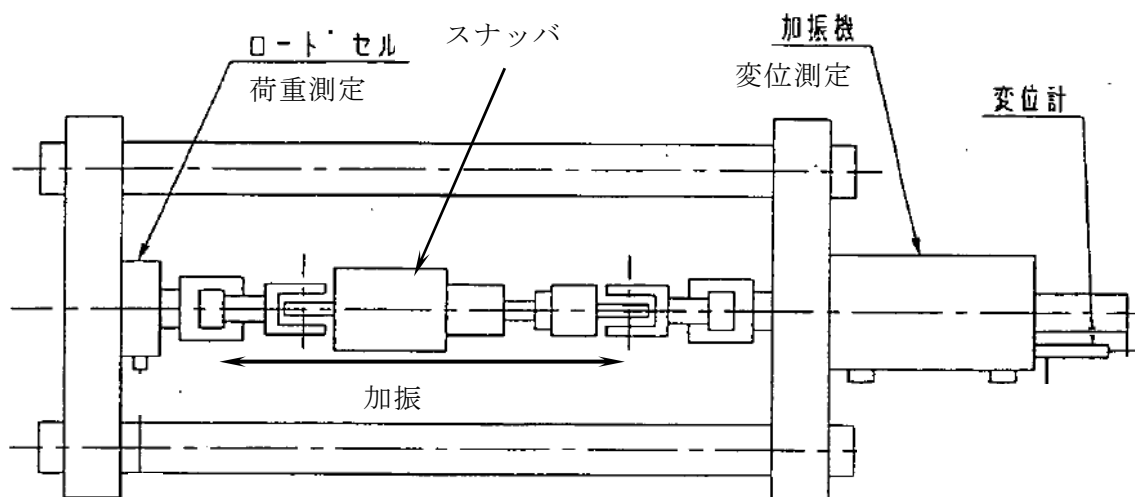 ロードセル
荷重測定
スナッバ
加振機
変位測定
変位計
加振